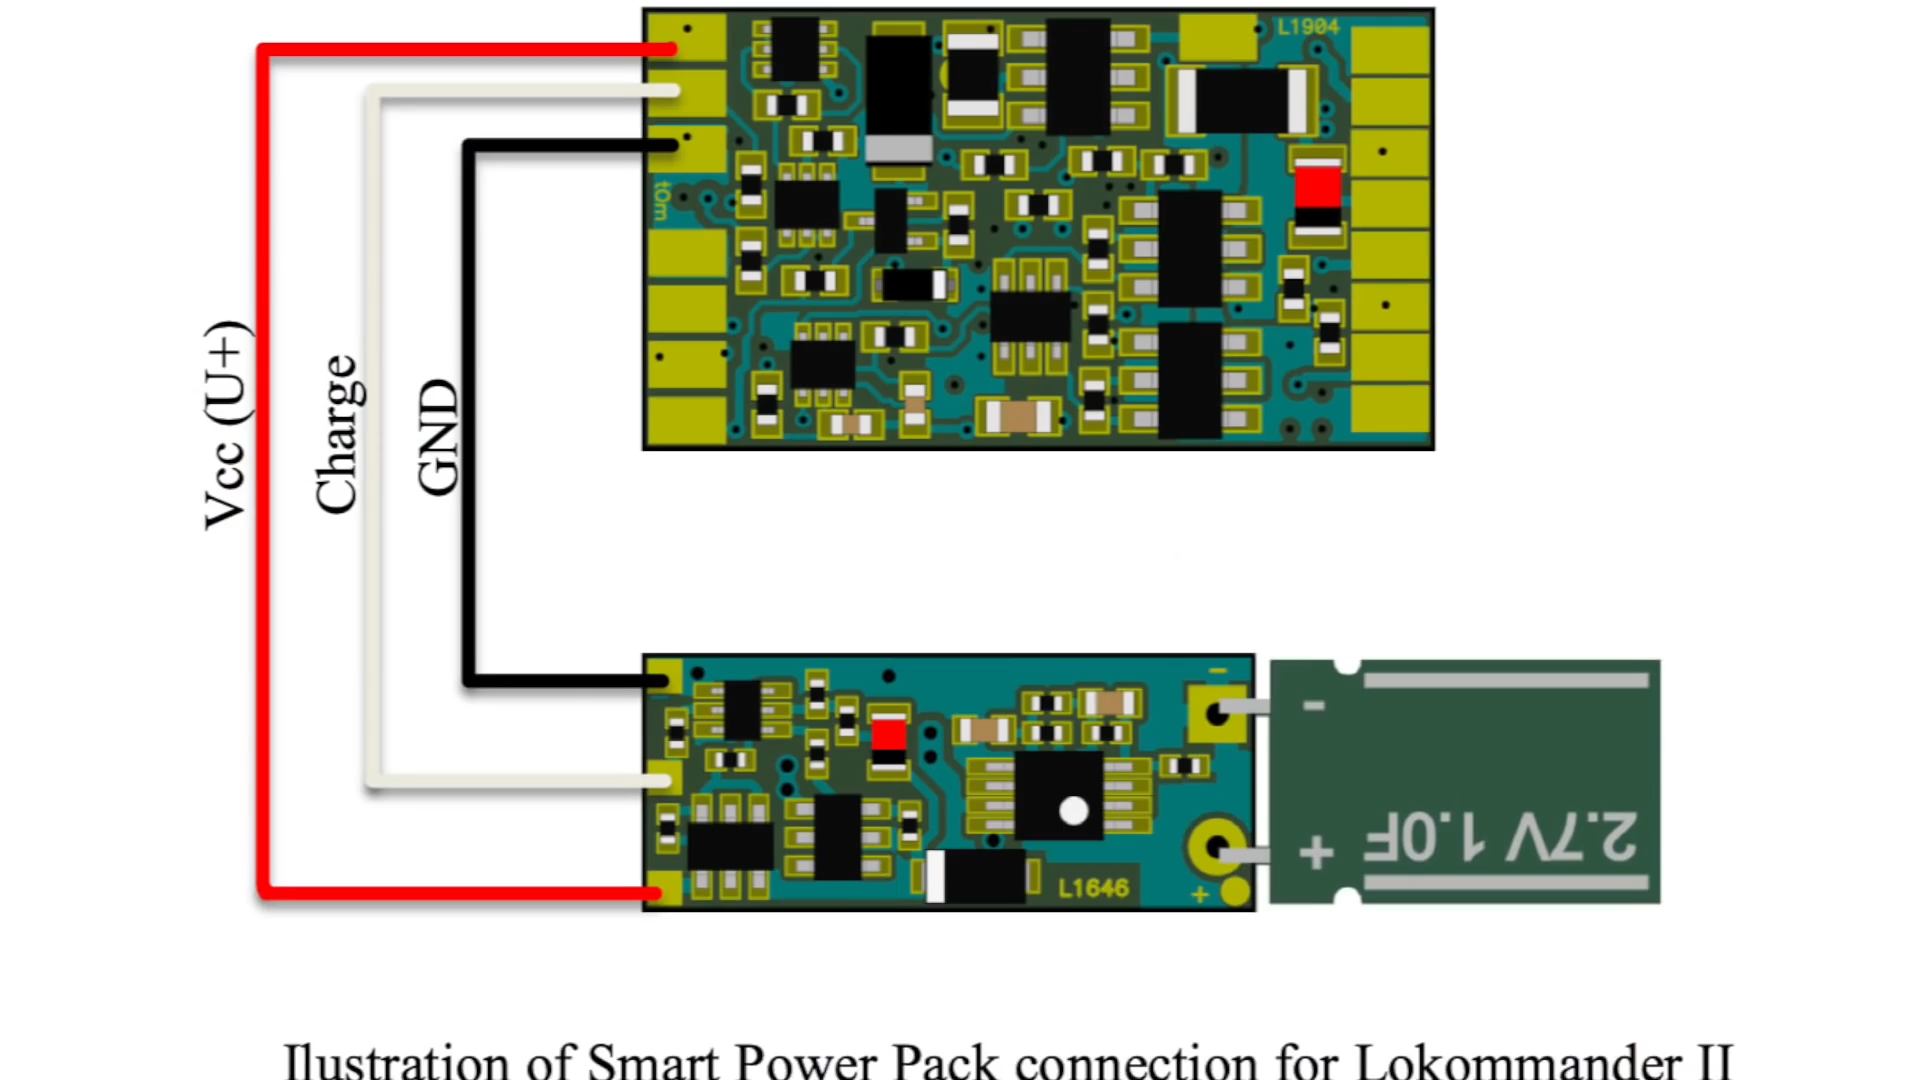 L1904
tOm
Vcc (U+)
Charge
GND
-
-
+
2.7V 1.0F
L1646
+
Ilustration of Smart Power Pack connection for Lokommander II